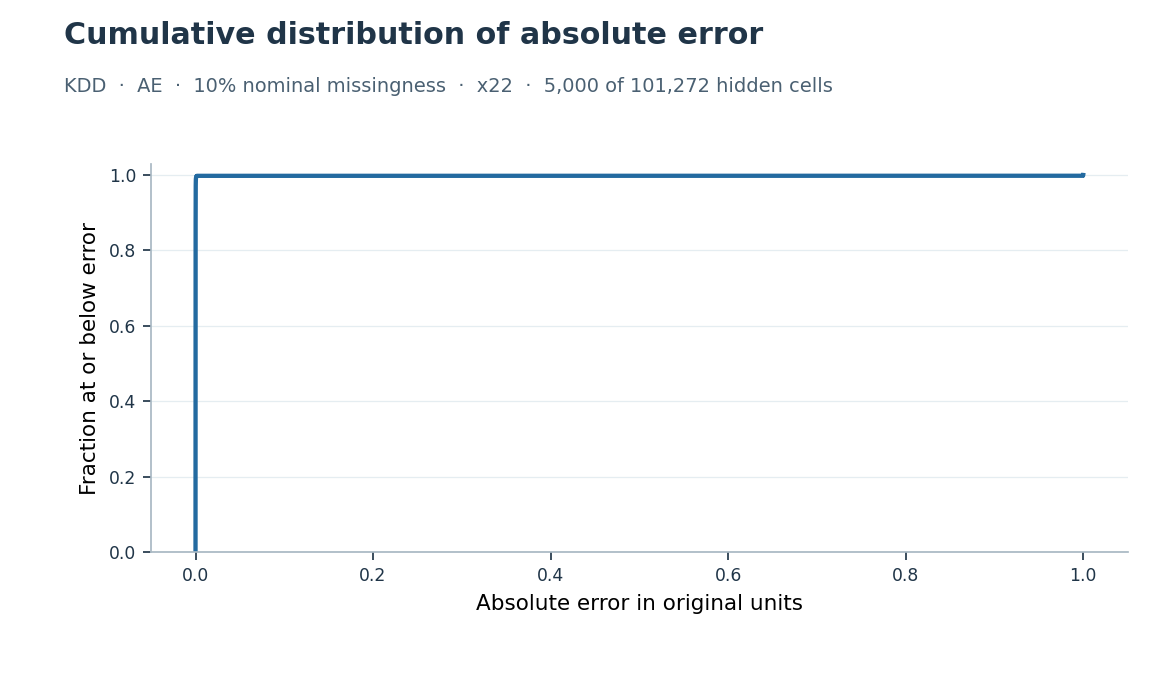 Cumulative distribution of absolute error
KDD · AE · 10% nominal missingness · x22 · 5,000 of 101,272 hidden cells
Fraction at or below error
1.0
0.8
0.6
0.4
0.2
0.0
0.0 0.2 0.4 0.6 0.8 1.0
Absolute error in original units